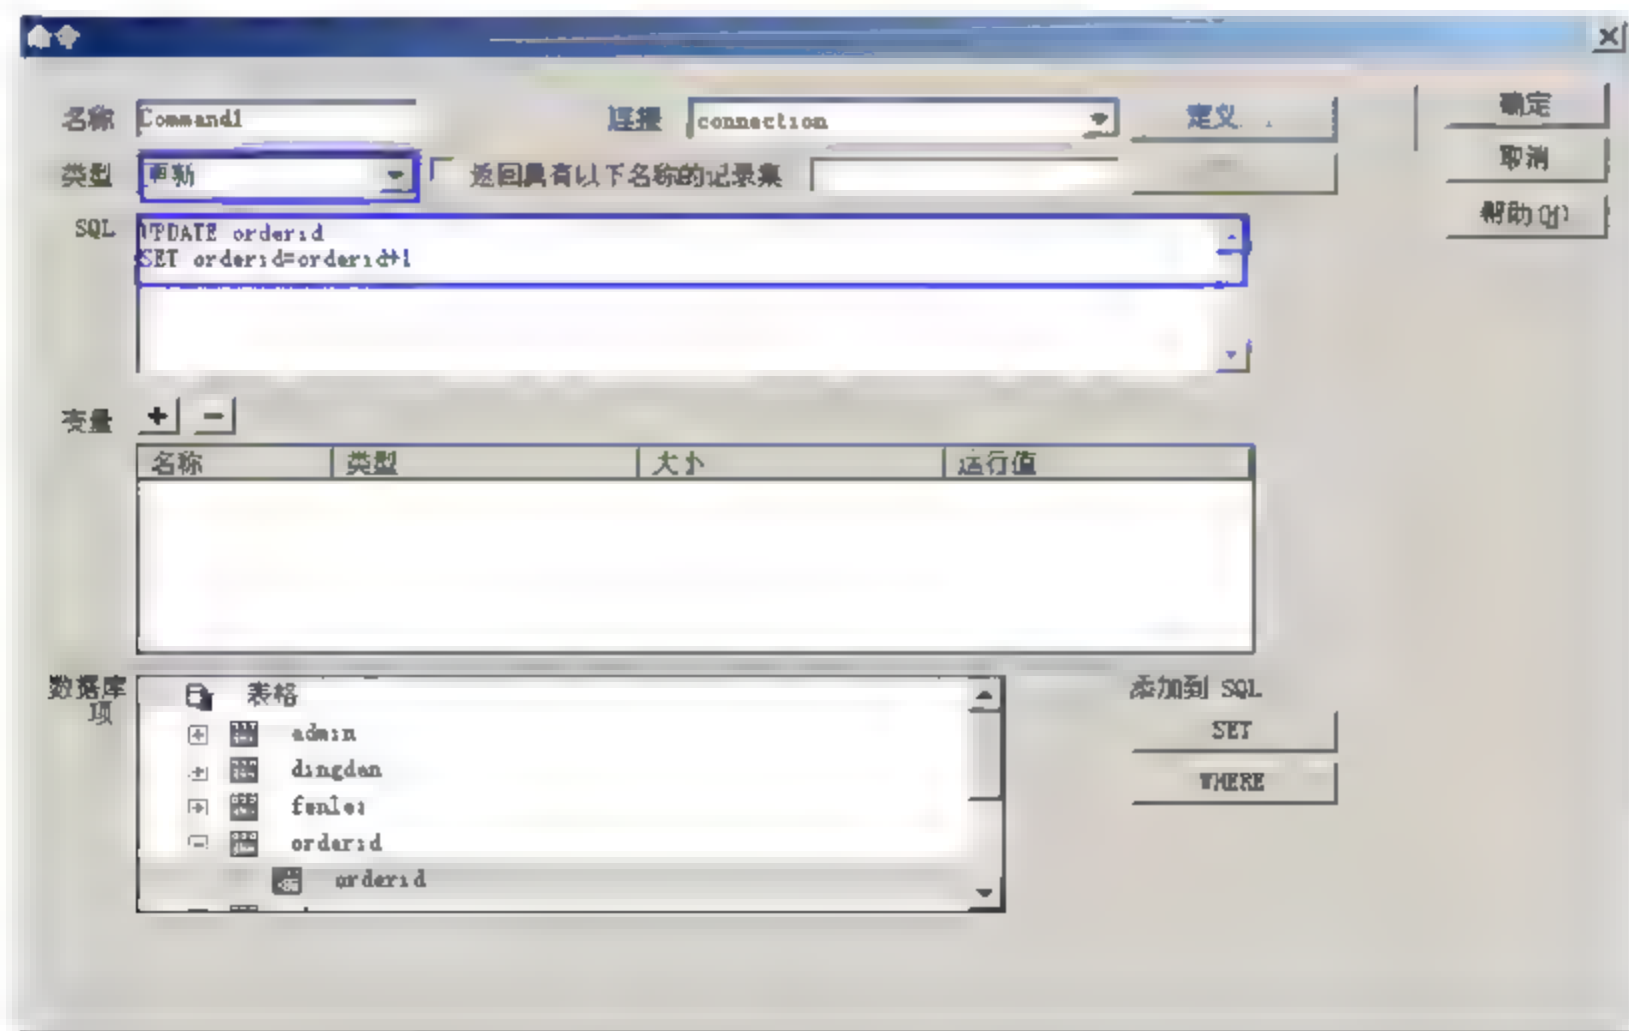 命令
名称 Command1 连接 connection 定义... 确定
类型 更新 返回具有以下名称的记录集 取消
SQL UPDATE orderid 帮助(H)
SET orderid=orderid+1
变量 + -
名称 类型 大小 运行值
数据库项 表格 添加到 SQL
admin SET
dingdan WHERE
fenlei
orderid
orderid